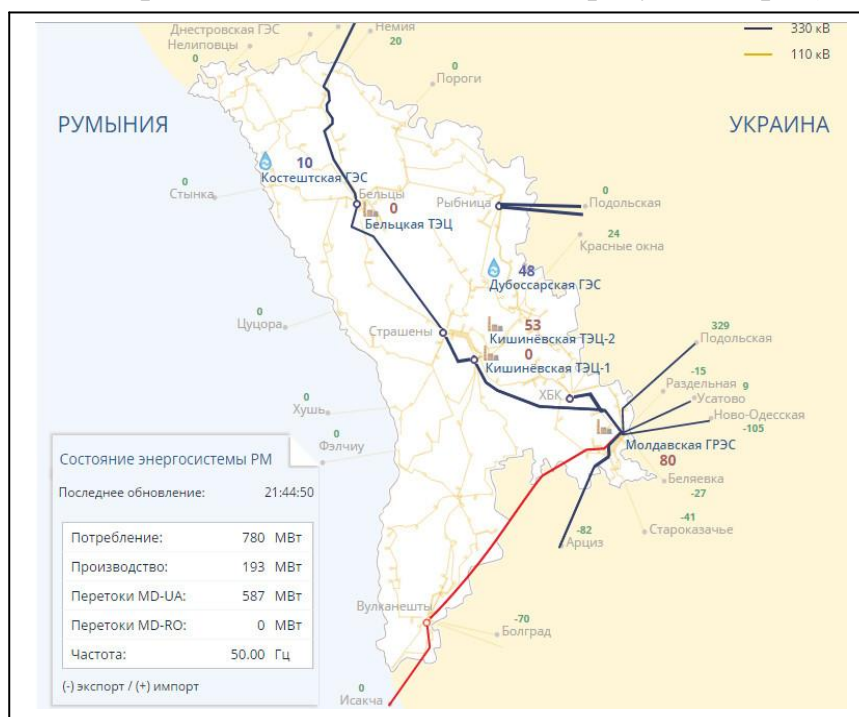 Днестровская ГЭС
Немия
330 кВ
20
Нелиповцы
110 кВ
0
0
Пороги
РУМЫНИЯ
УКРАИНА
10
0
Костештская ГЭС
Стынка
Бельцы
0
Бельцкая ТЭЦ
Рыбница
0
Подольская
24
Красные окна
48
Дубоссарская ГЭС
0
Цуцора
Страшены
53
Кишинёвская ТЭЦ-2
0
Кишинёвская ТЭЦ-1
329
Подольская
-15
Раздельная
9
Усатово
ХБК
Ново-Одесская
-105
0
Хушь
Молдавская ГРЭС
80
0
Фэлчиу
Беляевка
-27
-41
Староказачье
-82
Арциз
Вулканешты
-70
Болград
0
Исакча
Состояние энергосистемы РМ
Последнее обновление: 21:44:50
Потребление: 780 МВт
Производство: 193 МВт
Перетоки MD-UA: 587 МВт
Перетоки MD-RO: 0 МВт
Частота: 50.00 Гц
(-) экспорт / (+) импорт